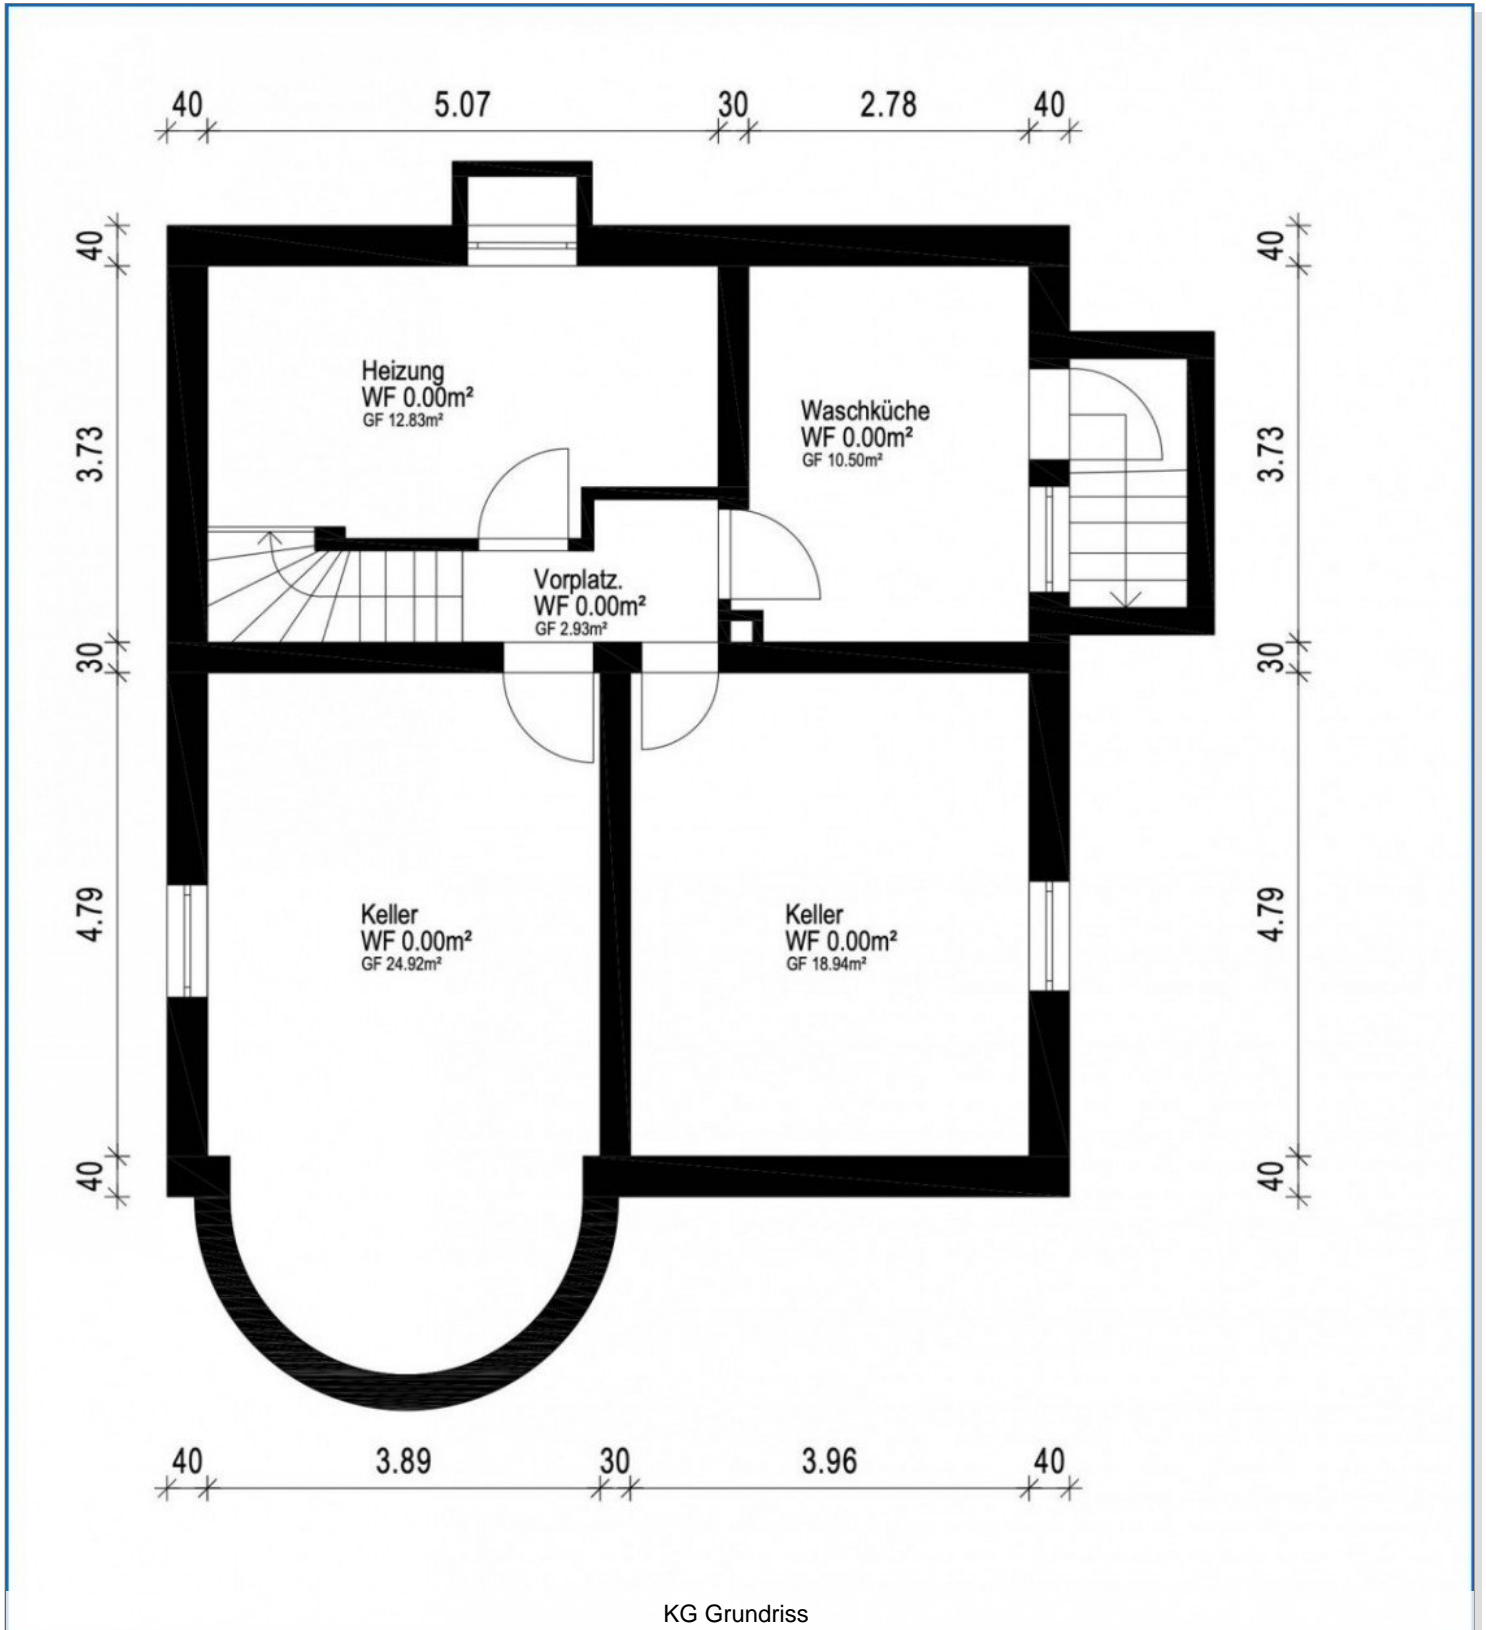 40 5.07 30 2.78 40
40
40
Heizung
WF 0.00m²
GF 12.83m²
Waschküche
WF 0.00m²
GF 10.50m²
3.73
3.73
Vorplatz.
WF 0.00m²
GF 2.93m²
30
30
Keller
WF 0.00m²
GF 24.92m²
Keller
WF 0.00m²
GF 18.94m²
4.79
4.79
40
40
40 3.89 30 3.96 40
KG Grundriss